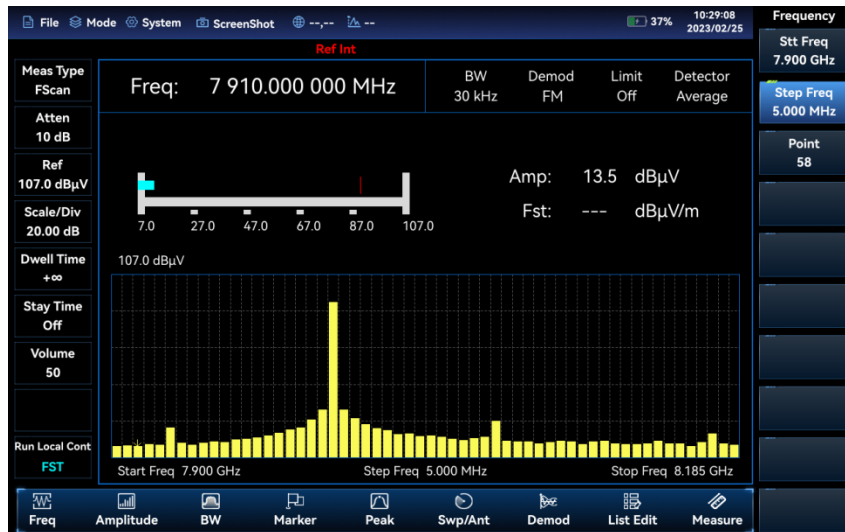 File Mode System ScreenShot --,-- -- 37% 10:29:08
2023/02/25
Ref Int
Meas Type
FScan
Atten
10 dB
Ref
107.0 dBμV
Scale/Div
20.00 dB
Dwell Time
+∞
Stay Time
Off
Volume
50
Run Local Cont
FST
Freq: 7 910.000 000 MHz
BW
30 kHz
Demod
FM
Limit
Off
Detector
Average
7.0 27.0 47.0 67.0 87.0 107.0
Amp: 13.5 dBμV
Fst: --- dBμV/m
107.0 dBμV
Start Freq 7.900 GHz Step Freq 5.000 MHz Stop Freq 8.185 GHz
Frequency
Stt Freq
7.900 GHz
Step Freq
5.000 MHz
Point
58
Freq Amplitude BW Marker Peak Swp/Ant Demod List Edit Measure